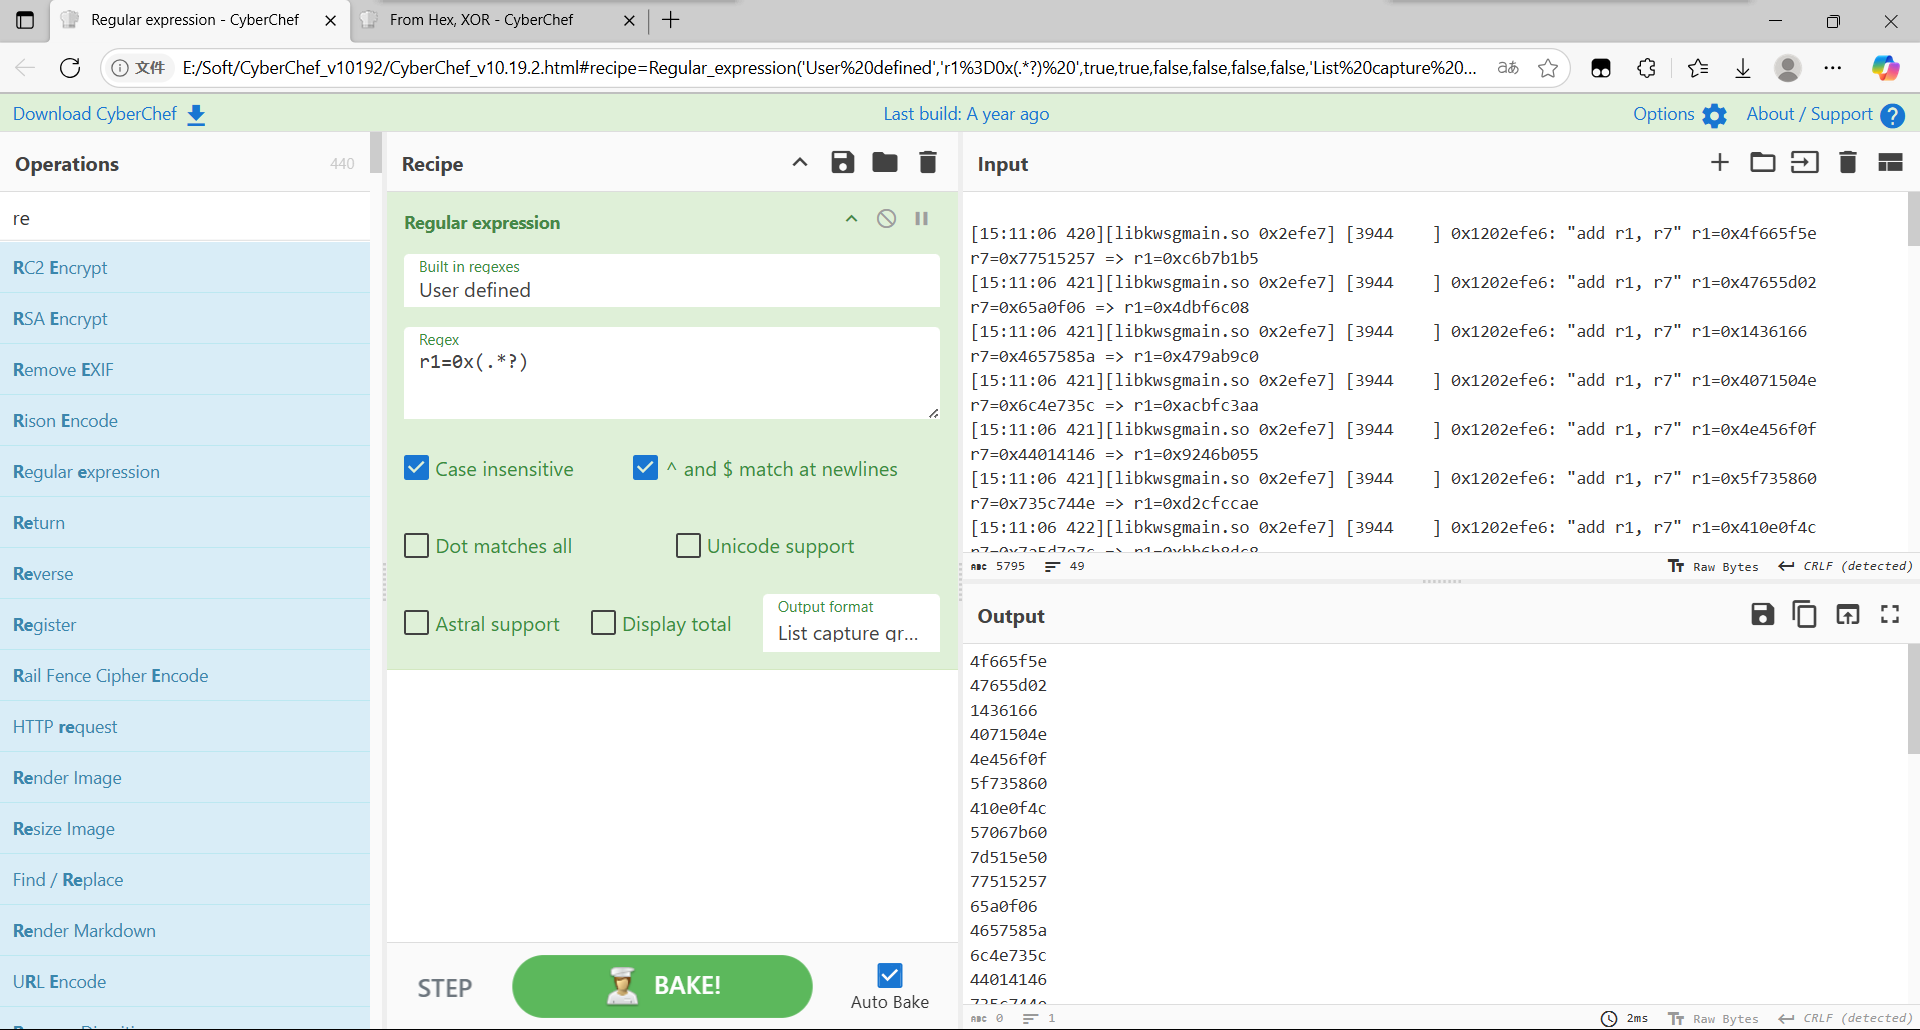 Regular expression - CyberChef
From Hex, XOR - CyberChef
文件
E:/Soft/CyberChef_v10192/CyberChef_v10.19.2.html#recipe=Regular_expression('User%20defined','r1%3D0x(.*?)%20',true,true,false,false,false,false,'List%20capture%20...
aあ
Download CyberChef
Last build: A year ago
Options
About / Support
Operations
440
re
RC2 Encrypt
RSA Encrypt
Remove EXIF
Rison Encode
Regular expression
Return
Reverse
Register
Rail Fence Cipher Encode
HTTP request
Render Image
Resize Image
Find / Replace
Render Markdown
URL Encode
Recipe
Regular expression
Built in regexes
User defined
Regex
r1=0x(.*?)
Case insensitive
^ and $ match at newlines
Dot matches all
Unicode support
Astral support
Display total
Output format
List capture gr...
STEP
BAKE!
Auto Bake
Input
[15:11:06 420][libkwsgmain.so 0x2efe7] [3944    ] 0x1202efe6: "add r1, r7" r1=0x4f665f5e
r7=0x77515257 => r1=0xc6b7b1b5
[15:11:06 421][libkwsgmain.so 0x2efe7] [3944    ] 0x1202efe6: "add r1, r7" r1=0x47655d02
r7=0x65a0f06 => r1=0x4dbf6c08
[15:11:06 421][libkwsgmain.so 0x2efe7] [3944    ] 0x1202efe6: "add r1, r7" r1=0x1436166
r7=0x4657585a => r1=0x479ab9c0
[15:11:06 421][libkwsgmain.so 0x2efe7] [3944    ] 0x1202efe6: "add r1, r7" r1=0x4071504e
r7=0x6c4e735c => r1=0xacbfc3aa
[15:11:06 421][libkwsgmain.so 0x2efe7] [3944    ] 0x1202efe6: "add r1, r7" r1=0x4e456f0f
r7=0x44014146 => r1=0x9246b055
[15:11:06 421][libkwsgmain.so 0x2efe7] [3944    ] 0x1202efe6: "add r1, r7" r1=0x5f735860
r7=0x735c744e => r1=0xd2cfccae
[15:11:06 422][libkwsgmain.so 0x2efe7] [3944    ] 0x1202efe6: "add r1, r7" r1=0x410e0f4c
ABC 5795
49
Raw Bytes
CRLF (detected)
Output
4f665f5e
47655d02
1436166
4071504e
4e456f0f
5f735860
410e0f4c
57067b60
7d515e50
77515257
65a0f06
4657585a
6c4e735c
44014146
735c744e
ABC 0
1
2ms
Raw Bytes
CRLF (detected)